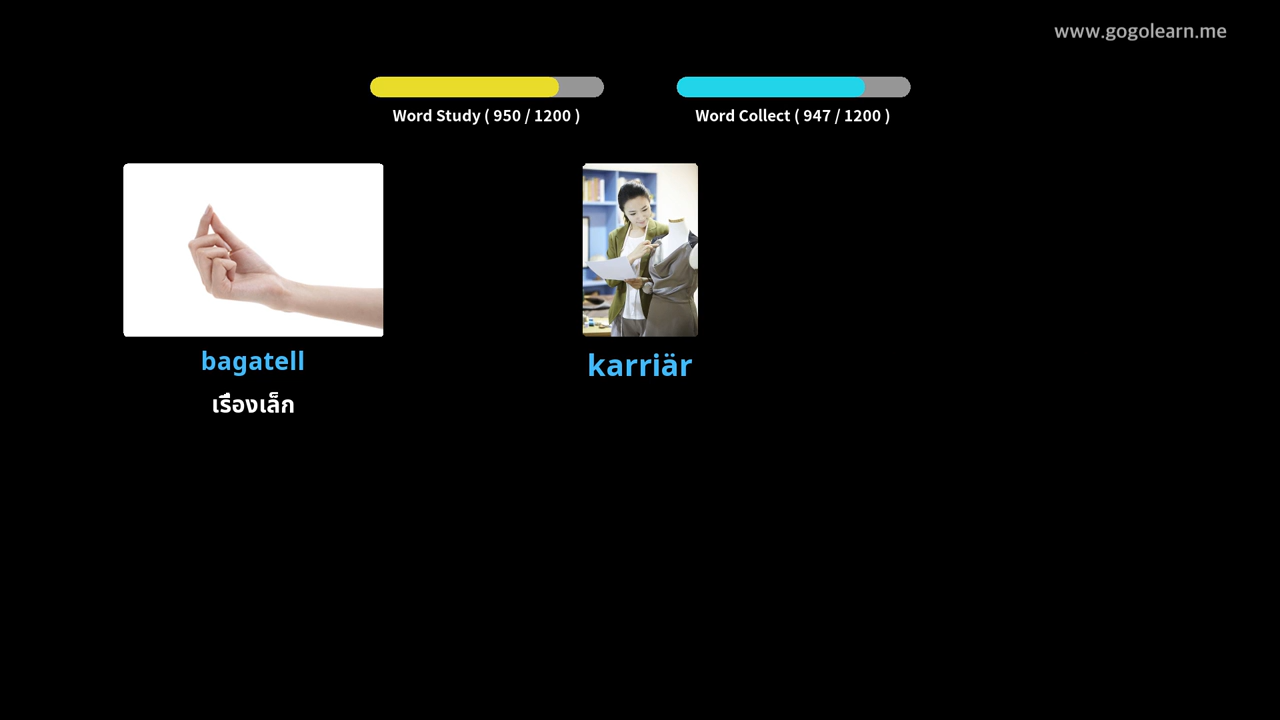 www.gogolearn.me
Word Study ( 950 / 1200 )
Word Collect ( 947 / 1200 )
bagatell
เรื่องเล็ก
karriär